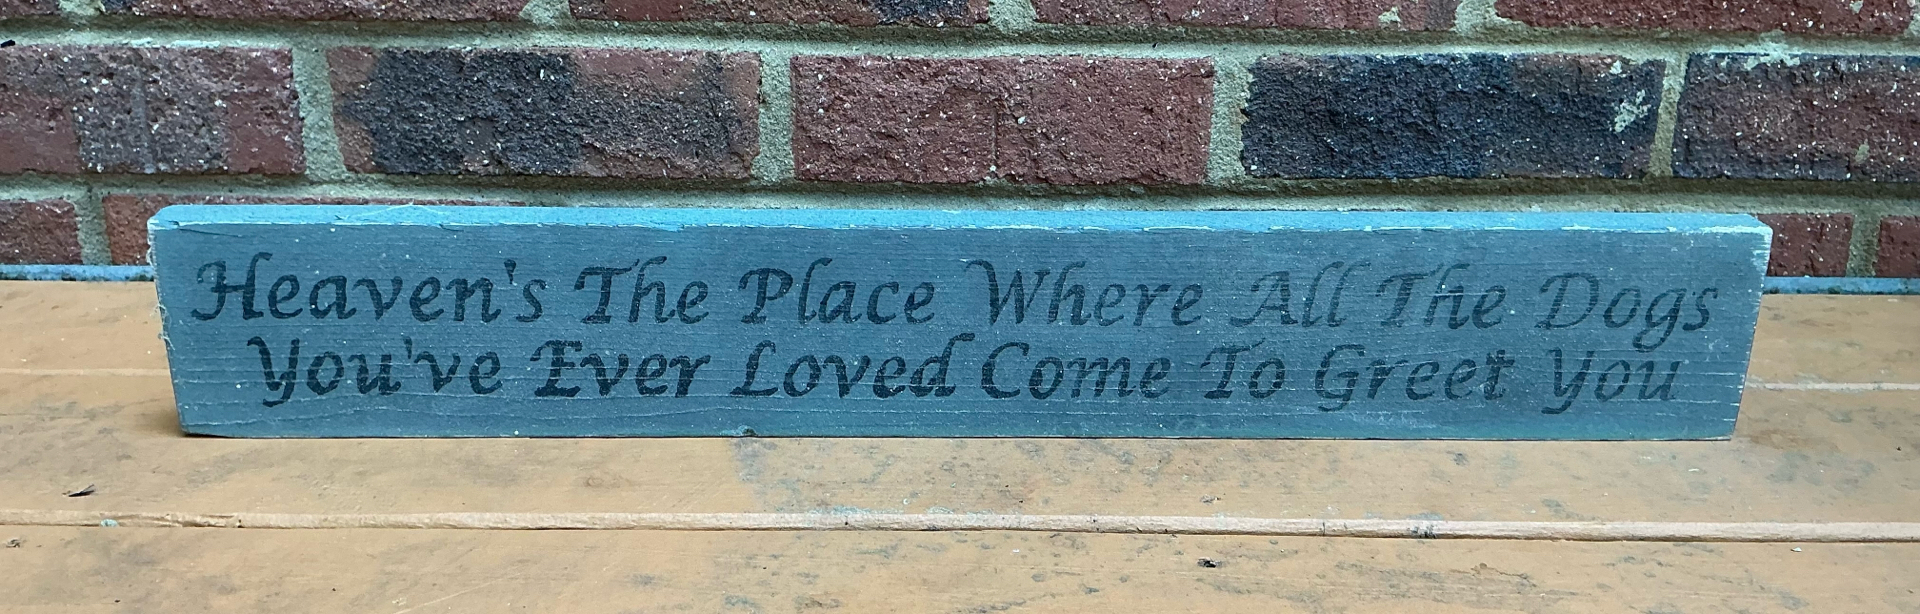 Heaven's The Place Where All The Dogs
You've Ever Loved Come To Greet You